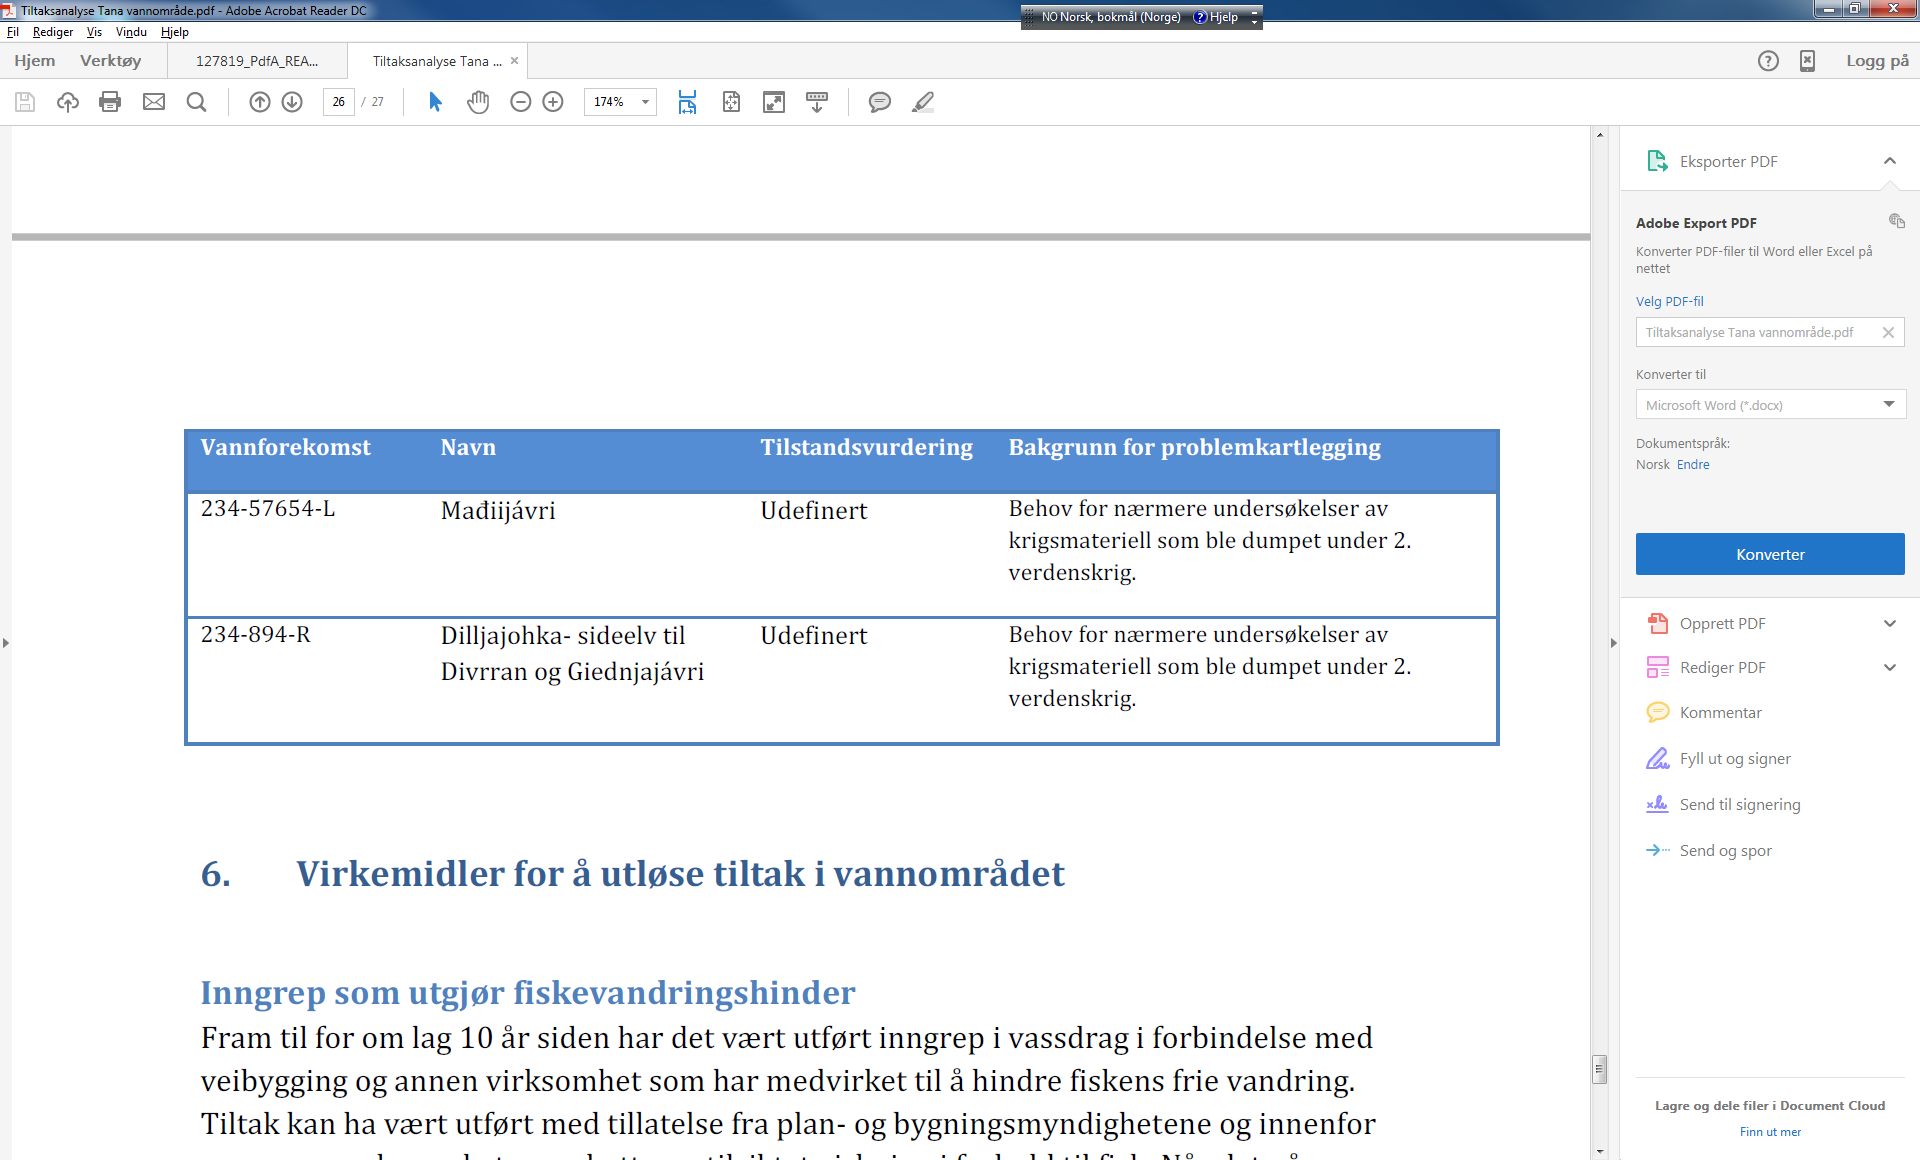 Tiltaksanalyse Tana vannområde.pdf - Adobe Acrobat Reader DC
NO Norsk, bokmål (Norge) ? Hjelp
Fil Rediger Vis Vindu Hjelp
Hjem Verktøy 127819_PdfA_REA... Tiltaksanalyse Tana ... × Logg på
26 / 27 174%
Vannforekomst Navn Tilstandsvurdering Bakgrunn for problemkartlegging
234-57654-L Mađiijávri Udefinert Behov for nærmere undersøkelser av
krigsmateriell som ble dumpet under 2.
verdenskrig.
234-894-R Dilljajohka- sideelv til Udefinert Behov for nærmere undersøkelser av
Divrran og Giednjajávri krigsmateriell som ble dumpet under 2.
verdenskrig.
6. Virkemidler for å utløse tiltak i vannområdet
Inngrep som utgjør fiskevandringshinder
Fram til for om lag 10 år siden har det vært utført inngrep i vassdrag i forbindelse med
veibygging og annen virksomhet som har medvirket til å hindre fiskens frie vandring.
Tiltak kan ha vært utført med tillatelse fra plan- og bygningsmyndighetene og innenfor
Eksporter PDF
Adobe Export PDF
Konverter PDF-filer til Word eller Excel på
nettet
Velg PDF-fil
Tiltaksanalyse Tana vannområde.pdf
Konverter til
Microsoft Word (*.docx)
Dokumentspråk:
Norsk Endre
Konverter
Opprett PDF
Rediger PDF
Kommentar
Fyll ut og signer
Send til signering
Send og spor
Lagre og dele filer i Document Cloud
Finn ut mer